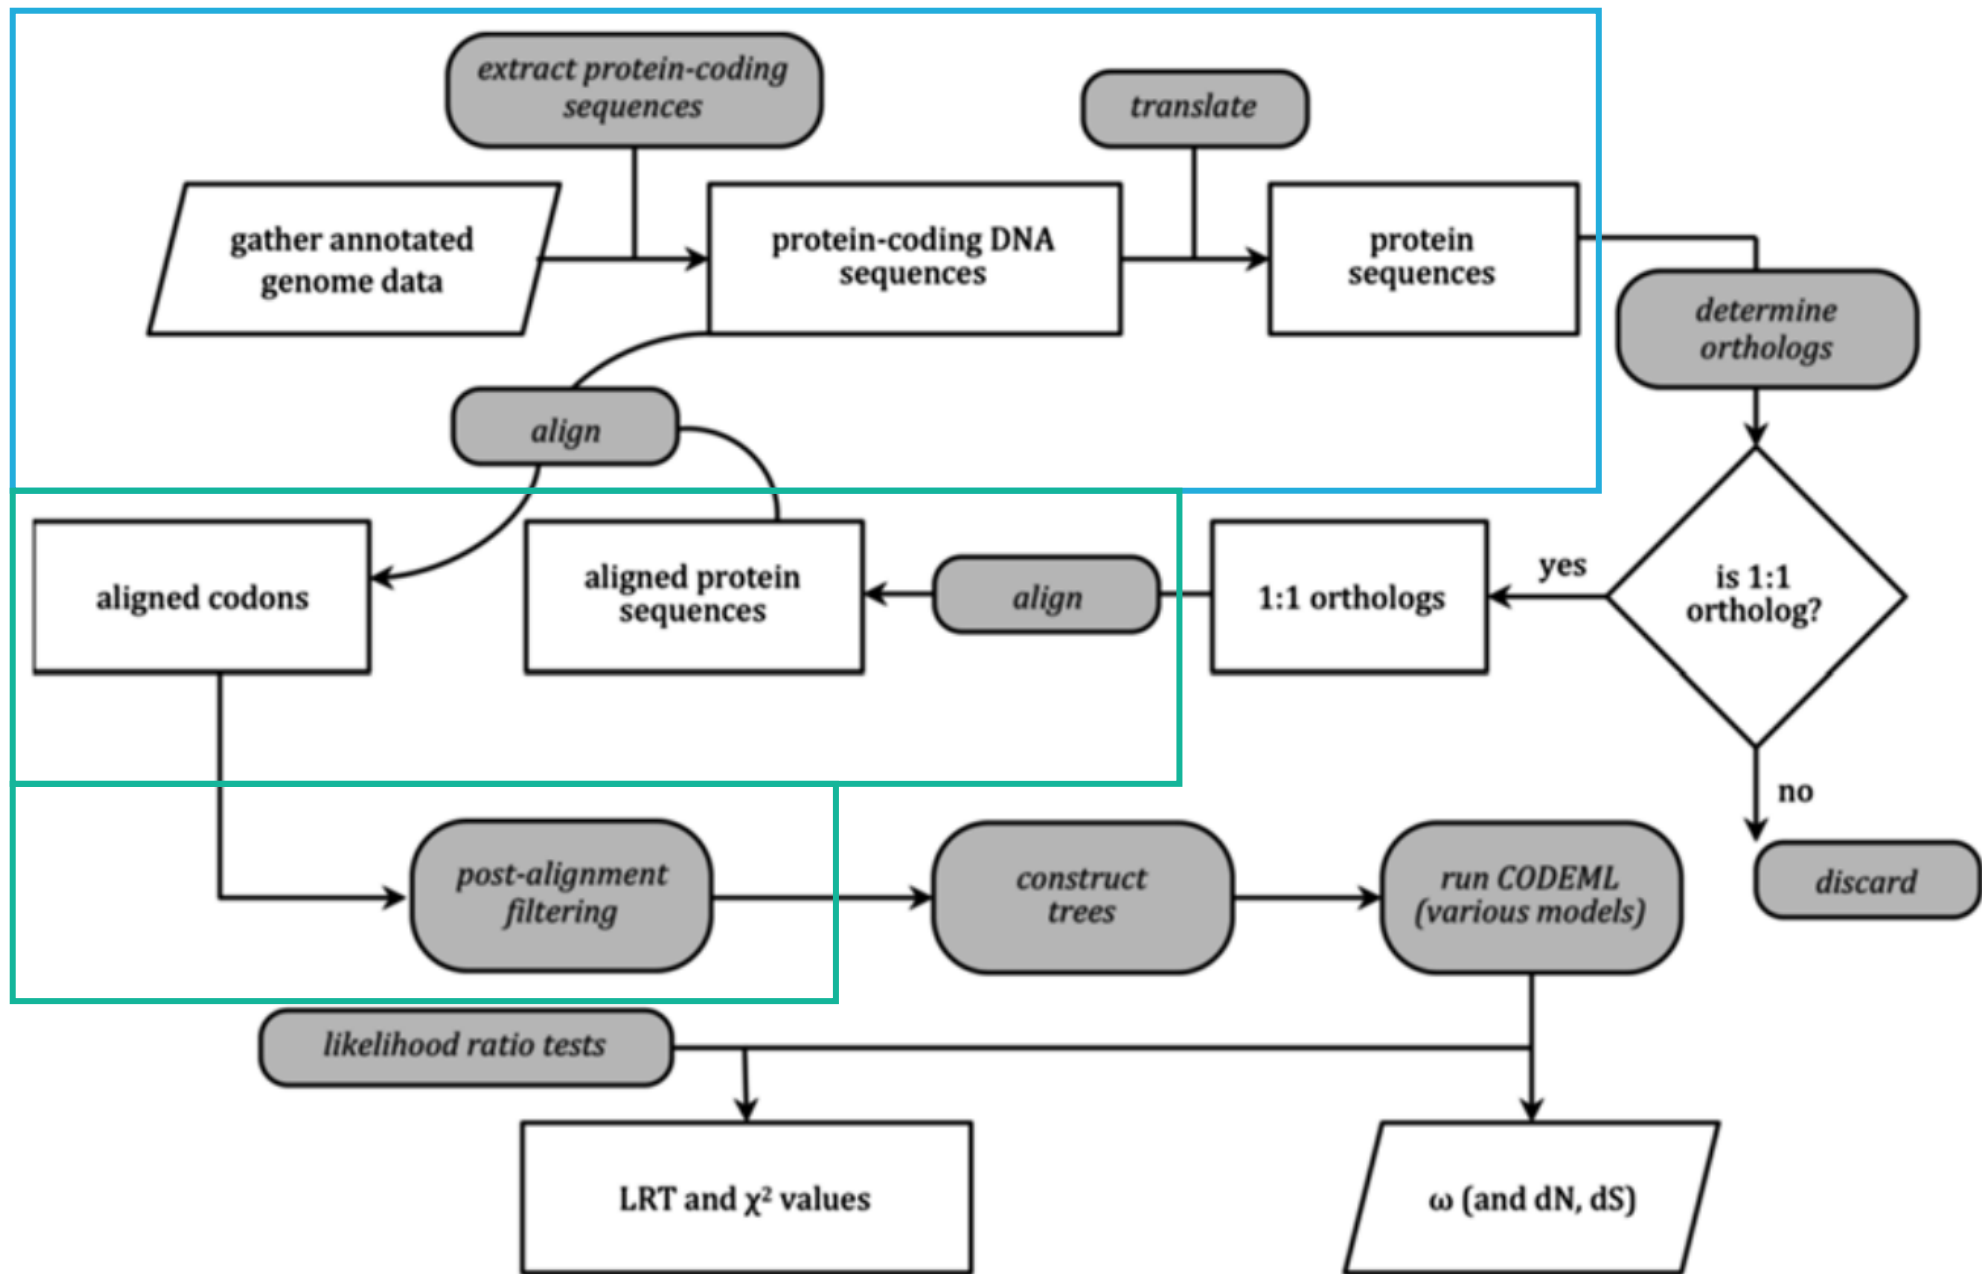 extract protein-coding
sequences
translate
gather annotated
genome data
protein-coding DNA
sequences
protein
sequences
determine
orthologs
align
aligned codons
aligned protein
sequences
align
1:1 orthologs
yes
is 1:1
ortholog?
no
post-alignment
filtering
construct
trees
run CODEML
(various models)
discard
likelihood ratio tests
LRT and χ² values
ω (and dN, dS)